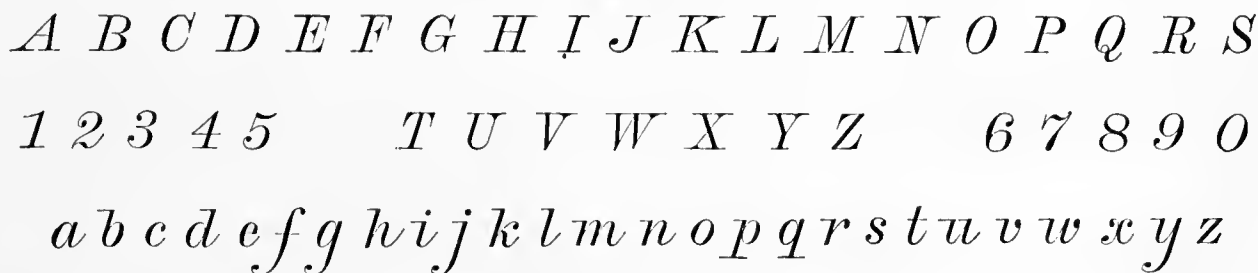 A B C D E F G H I J K L M N O P Q R S
1 2 3 4 5 T U V W X Y Z 6 7 8 9 0
a b c d e f g h i j k l m n o p q r s t u v w x y z